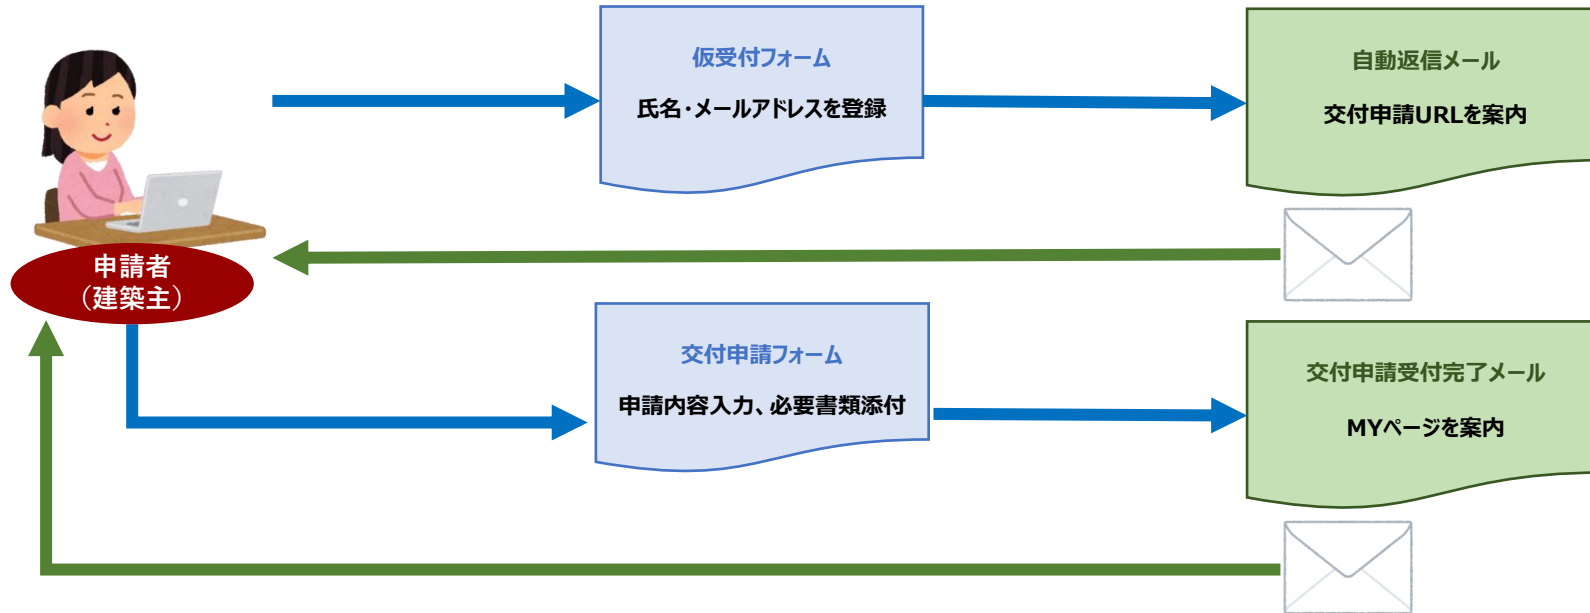 仮受付フォーム
氏名・メールアドレスを登録
自動返信メール
交付申請URLを案内
申請者
（建築主）
交付申請フォーム
申請内容入力、必要書類添付
交付申請受付完了メール
MYページを案内